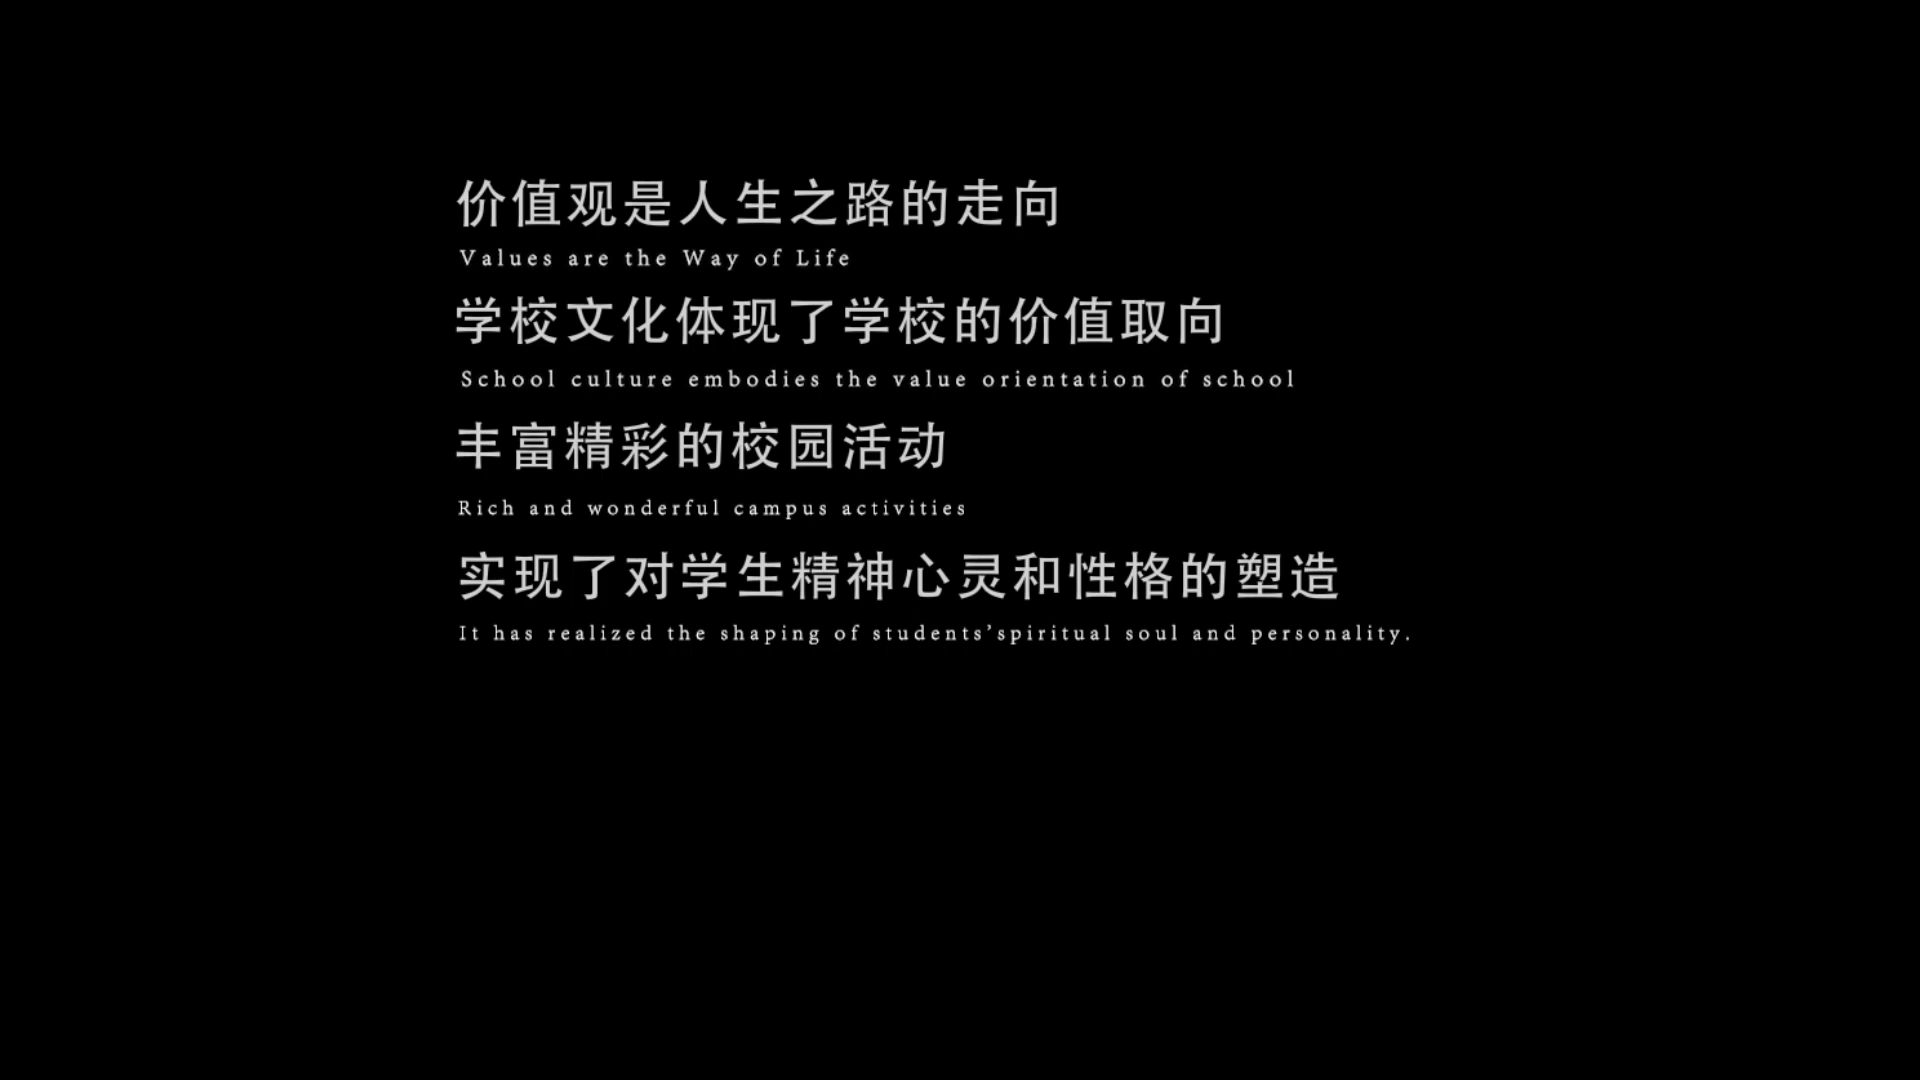 价值观是人生之路的走向
Values are the Way of Life
学校文化体现了学校的价值取向
School culture embodies the value orientation of school
丰富精彩的校园活动
Rich and wonderful campus activities
实现了对学生精神心灵和性格的塑造
It has realized the shaping of students’spiritual soul and personality.